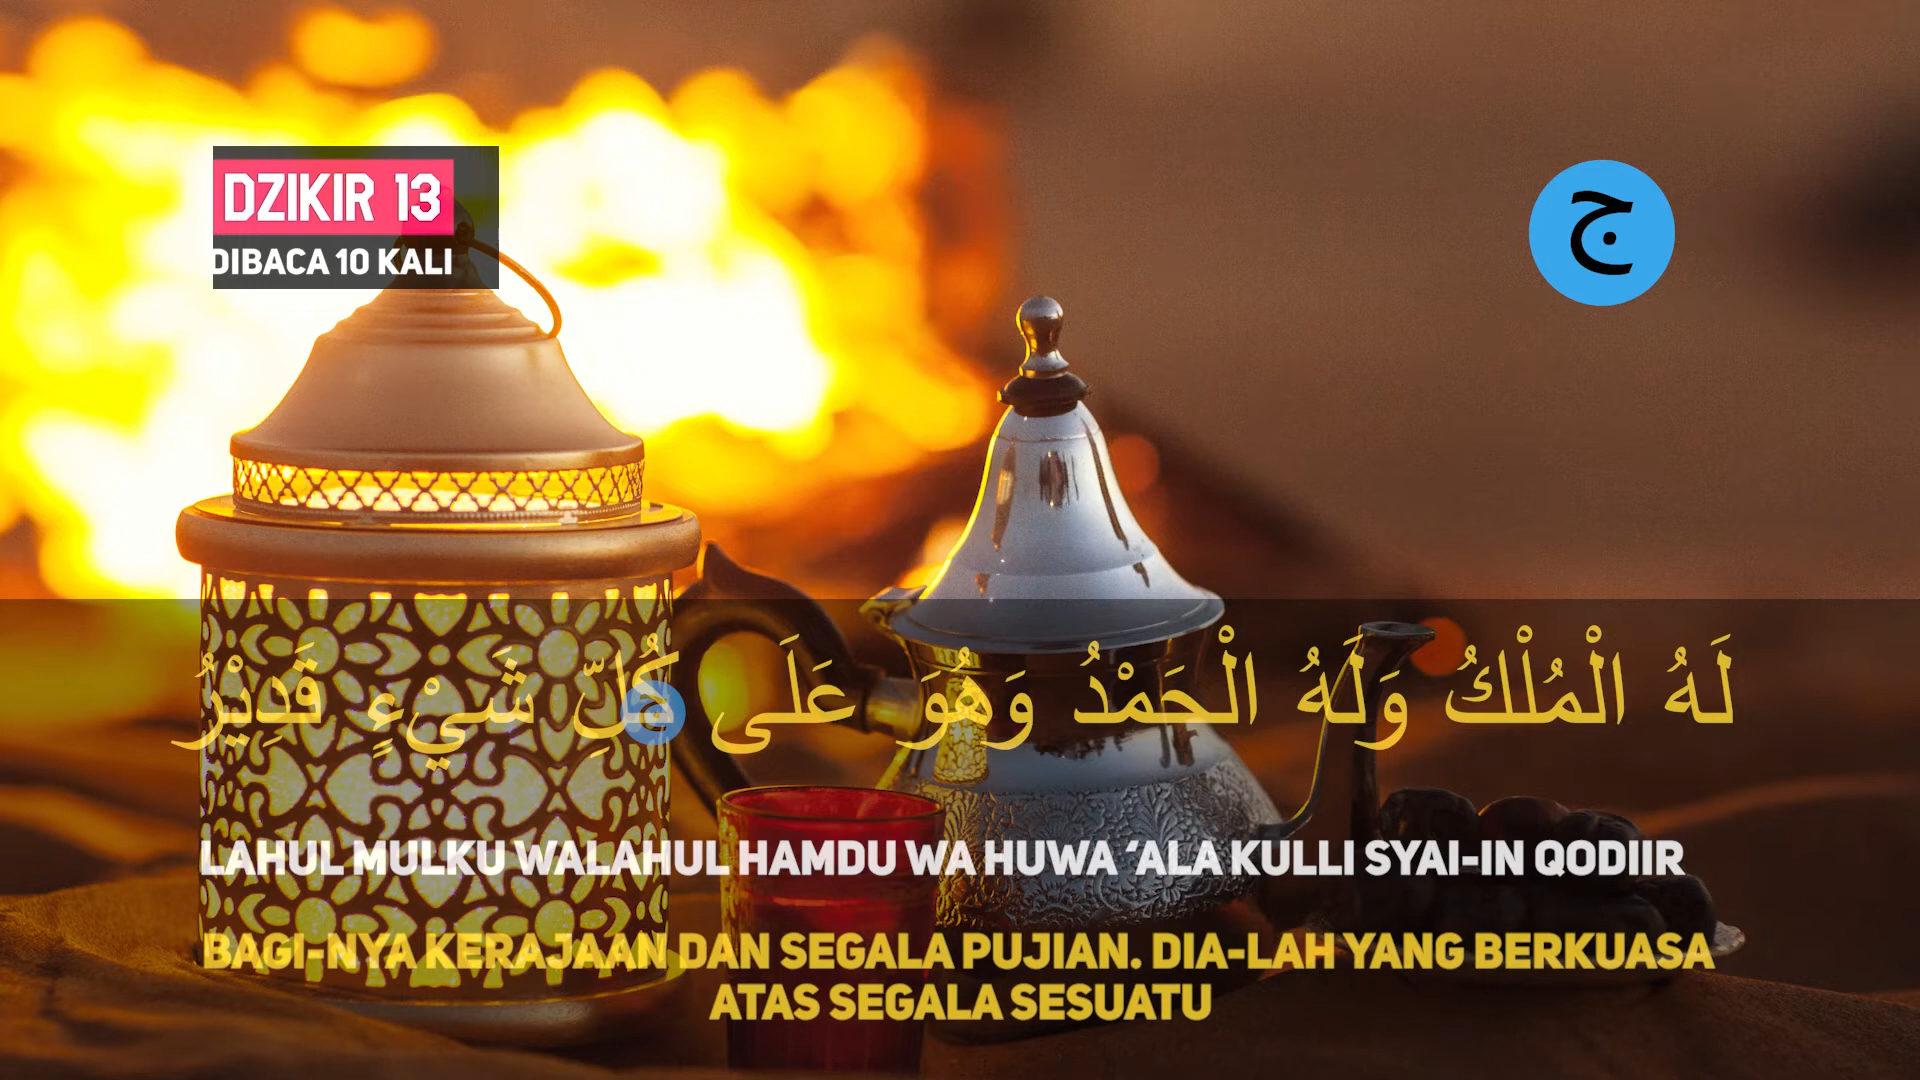 DZIKIR 13
DIBACA 10 KALI
ج
لَهُ الْمُلْكُ وَلَهُ الْحَمْدُ وَهُوَ عَلَى كُلِّ شَيْءٍ قَدِيْرُ
ج
LAHUL MULKU WALAHUL HAMDU WA HUWA ‘ALA KULLI SYAI-IN QODIIR
BAGI-NYA KERAJAAN DAN SEGALA PUJIAN. DIA-LAH YANG BERKUASA
ATAS SEGALA SESUATU